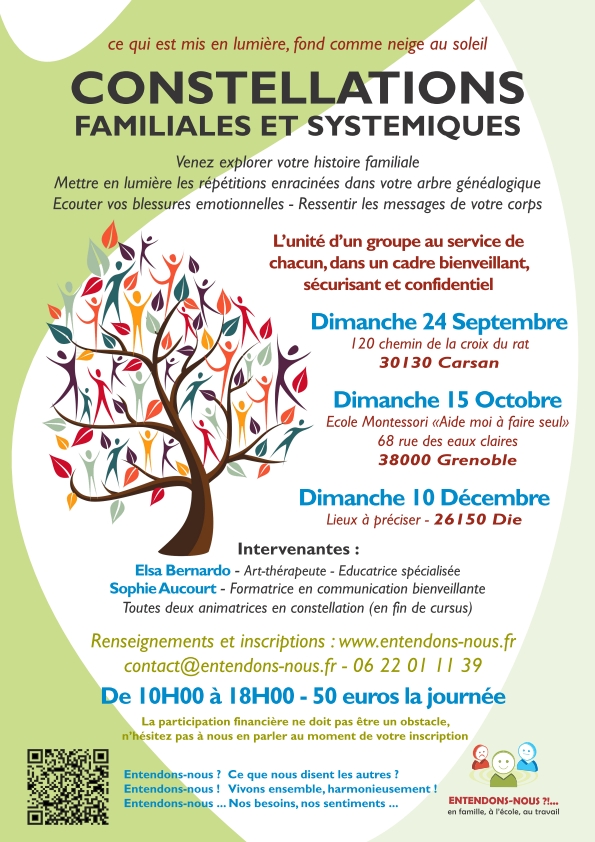 ce qui est mis en lumière, fond comme neige au soleil
CONSTELLATIONS
FAMILIALES ET SYSTEMIQUES
Venez explorer votre histoire familiale
Mettre en lumière les répétitions enracinées dans votre arbre généalogique
Ecouter vos blessures emotionnelles - Ressentir les messages de votre corps
L'unité d'un groupe au service de
chacun, dans un cadre bienveillant,
sécurisant et confidentiel
Dimanche 24 Septembre
120 chemin de la croix du rat
30130 Carsan
Dimanche 15 Octobre
Ecole Montessori «Aide moi à faire seul»
68 rue des eaux claires
38000 Grenoble
Dimanche 10 Décembre
Lieux à préciser - 26150 Die
Intervenantes :
Elsa Bernardo - Art-thérapeute - Educatrice spécialisée
Sophie Aucourt - Formatrice en communication bienveillante
Toutes deux animatrices en constellation (en fin de cursus)
Renseignements et inscriptions : www.entendons-nous.fr
contact@entendons-nous.fr - 06 22 01 11 39
De 10H00 à 18H00 - 50 euros la journée
La participation financière ne doit pas être un obstacle,
n'hésitez pas à nous en parler au moment de votre inscription
Entendons-nous ? Ce que nous disent les autres ?
Entendons-nous ! Vivons ensemble, harmonieusement !
Entendons-nous ... Nos besoins, nos sentiments ...
ENTENDONS-NOUS ?!...
en famille, à l'école, au travail